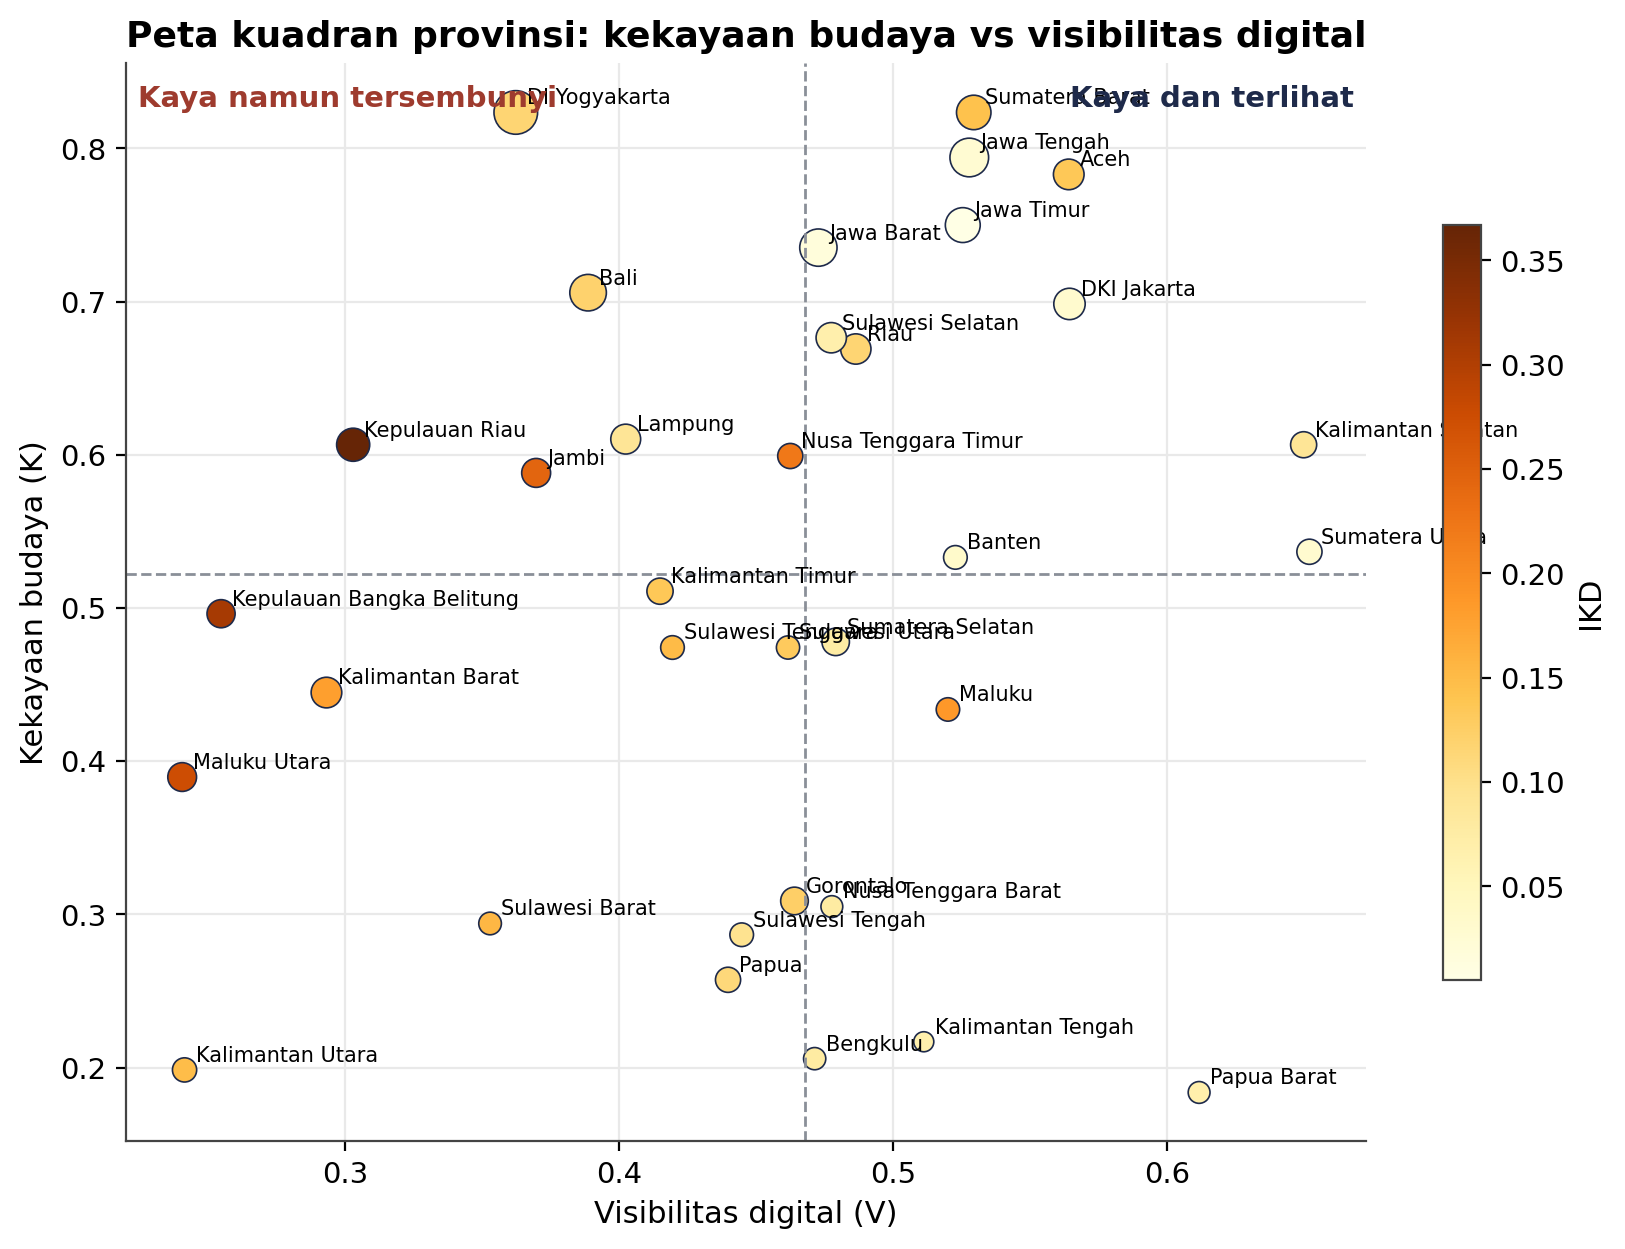 Peta kuadran provinsi: kekayaan budaya vs visibilitas digital
Kaya namun tersembunyi
Kaya dan terlihat
DI Yogyakarta
Sumatera Barat
Jawa Tengah
Aceh
Jawa Timur
Jawa Barat
Bali
DKI Jakarta
Sulawesi Selatan
Riau
Kepulauan Riau
Lampung
Jambi
Nusa Tenggara Timur
Kalimantan Selatan
Banten
Sumatera Utara
Kalimantan Timur
Kepulauan Bangka Belitung
Sulawesi Tenggara
Sulawesi Utara
Sumatera Selatan
Kalimantan Barat
Maluku
Maluku Utara
Gorontalo
Nusa Tenggara Barat
Sulawesi Barat
Sulawesi Tengah
Papua
Kalimantan Tengah
Bengkulu
Kalimantan Utara
Papua Barat
Kekayaan budaya (K)
0.8
0.7
0.6
0.5
0.4
0.3
0.2
0.3
0.4
0.5
0.6
Visibilitas digital (V)
0.35
0.30
0.25
0.20
0.15
0.10
0.05
IKD